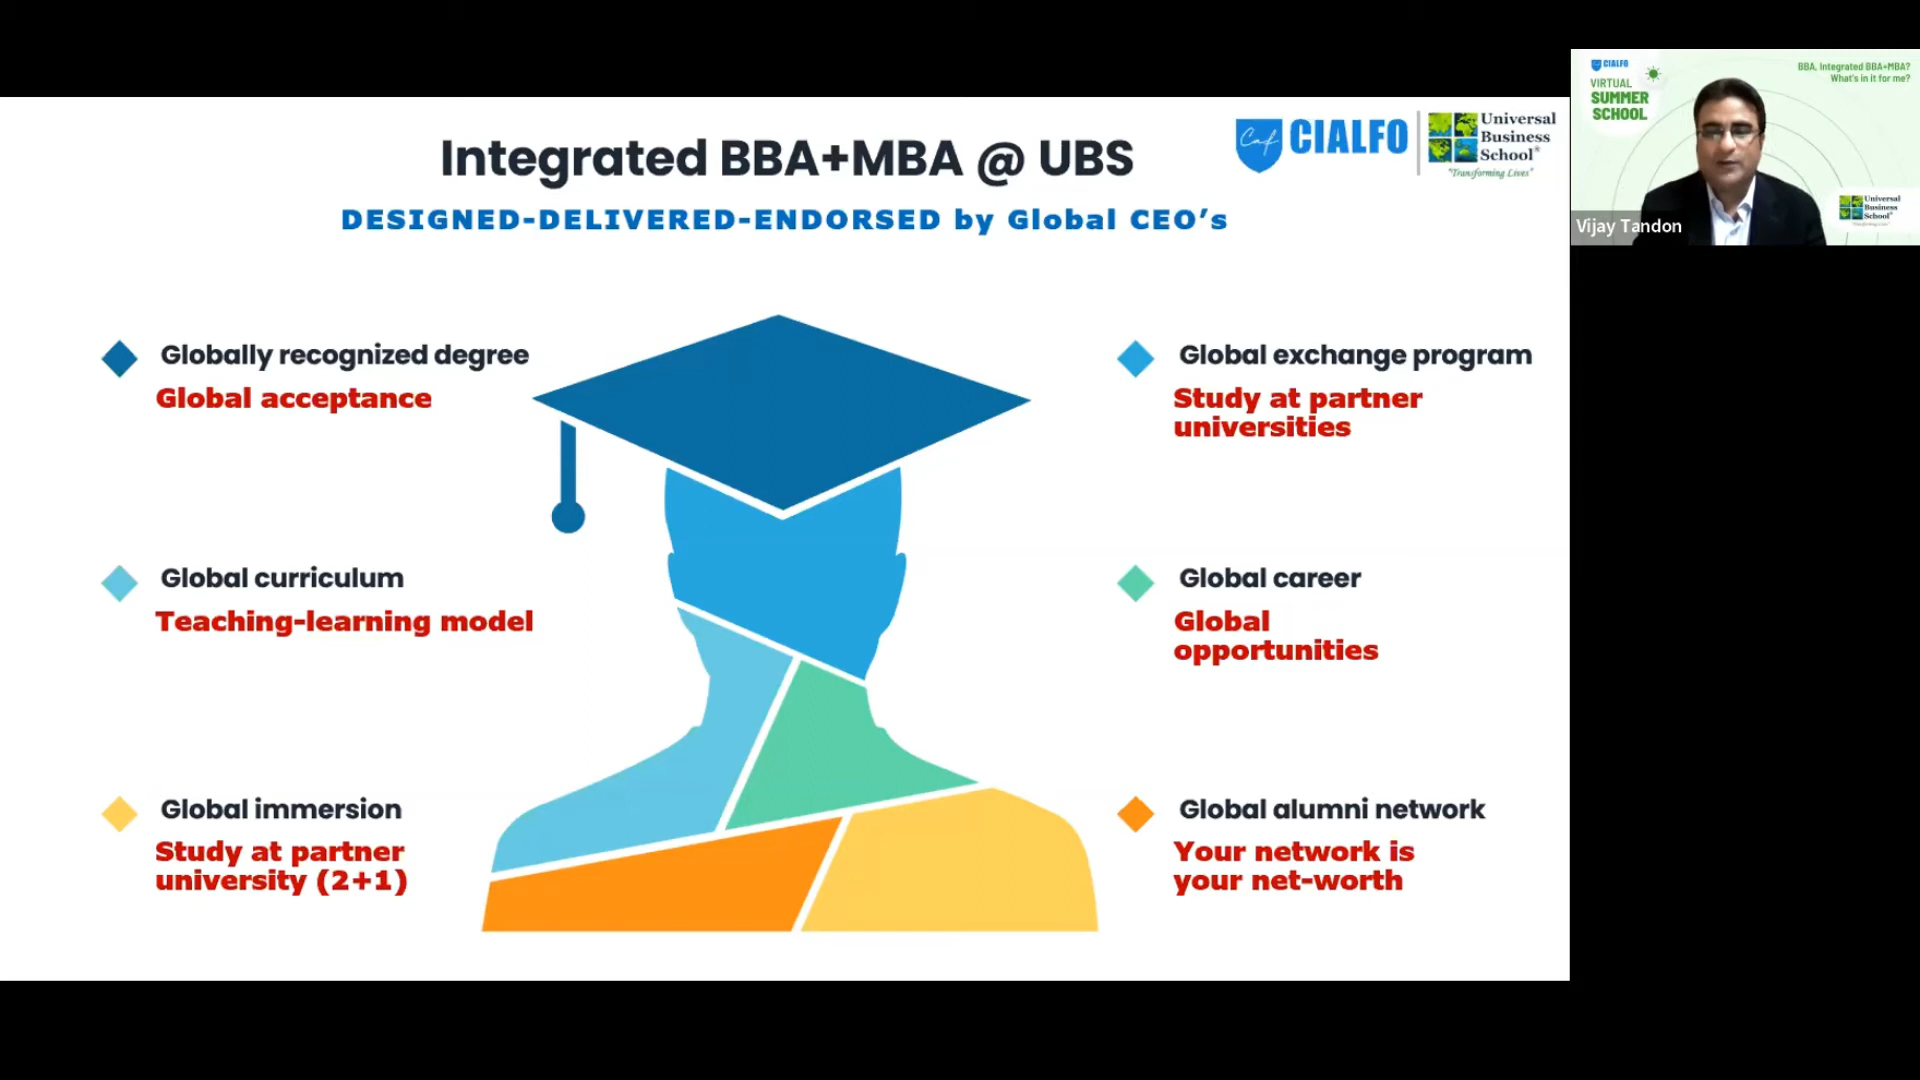 Integrated BBA+MBA @ UBS
DESIGNED-DELIVERED-ENDORSED by Global CEO’s
Caf
CIALFO
Universal
Business
School®
"Transforming Lives"
Globally recognized degree
Global acceptance
Global curriculum
Teaching-learning model
Global immersion
Study at partner
university (2+1)
Global exchange program
Study at partner
universities
Global career
Global
opportunities
Global alumni network
Your network is
your net-worth
CIALFO
VIRTUAL
SUMMER
SCHOOL
BBA, Integrated BBA+MBA?
What's in it for me?
Universal
Business
School®
Vijay Tandon